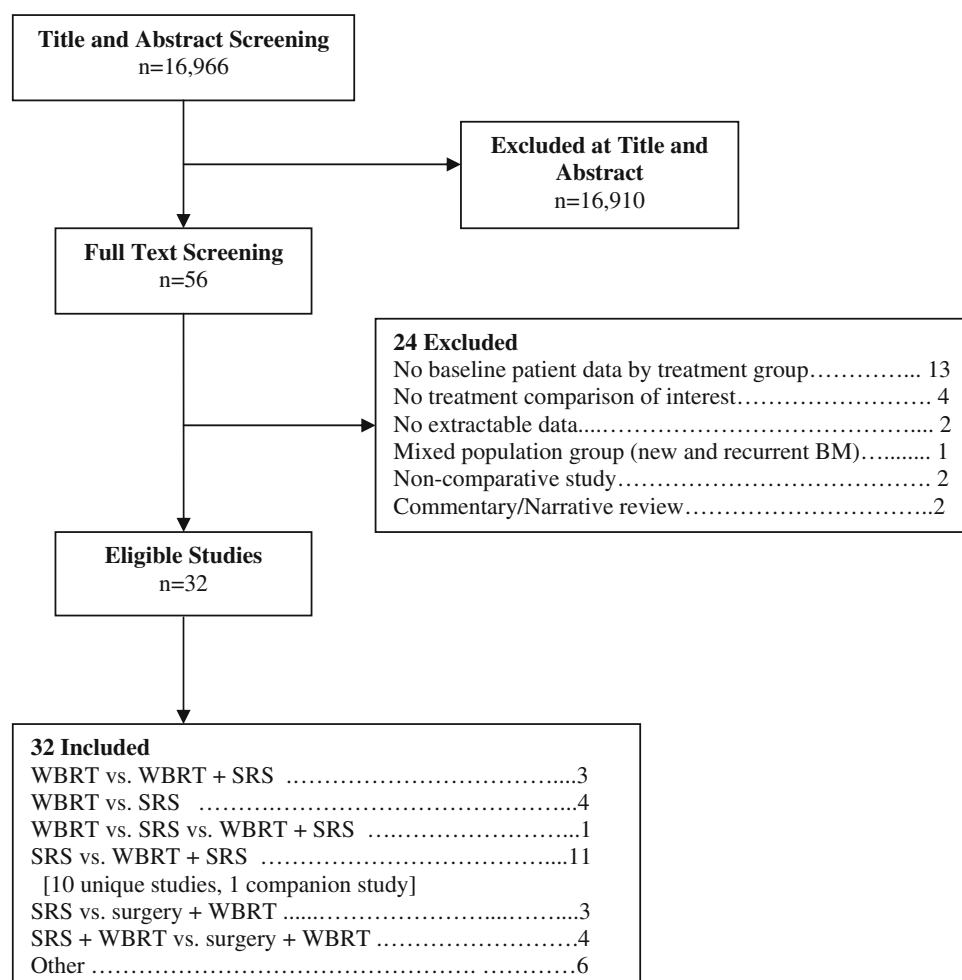 Title and Abstract Screening
n=16,966
Excluded at Title and
Abstract
n=16,910
Full Text Screening
n=56
24 Excluded
No baseline patient data by treatment group…………... 13
No treatment comparison of interest………………………. 4
No extractable data....…………………………….... 2
Mixed population group (new and recurrent BM)…......... 1
Non-comparative study…………………………………. 2
Commentary/Narrative review………………………………..2
Eligible Studies
n=32
32 Included
WBRT vs. WBRT + SRS ………………………………....3
WBRT vs. SRS ……….………………………………...4
WBRT vs. SRS vs. WBRT + SRS ……………………...1
SRS vs. WBRT + SRS …………………………………....11
[10 unique studies, 1 companion study]
SRS vs. surgery + WBRT ......……………………....…..3
SRS + WBRT vs. surgery + WBRT ..…………………….4
Other ………………………………………. …………6